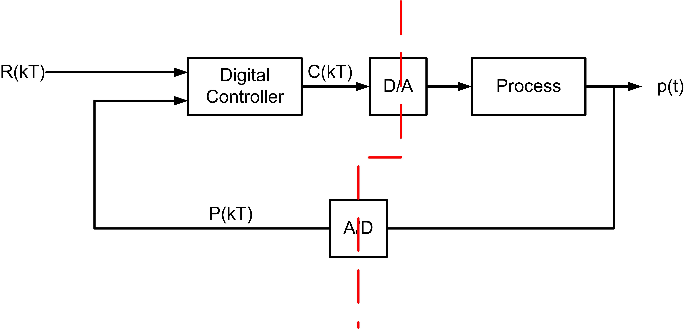 R(kT)
Digital
Controller
C(kT)
D/A
Process
p(t)
P(kT)
A/D